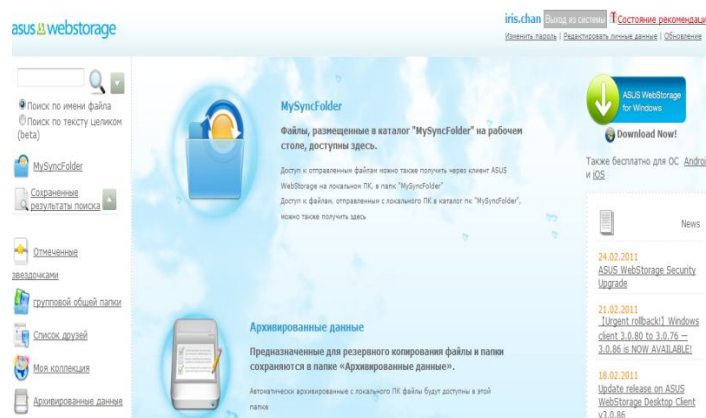 asus webstorage
iris.chan Выход из системы Состояние рекомендаци
Изменить пароль | Редактировать личные данные | Обновление
Поиск по имени файла
Поиск по тексту целиком
(beta)
MySyncFolder
Сохраненные
результаты поиска
Отмеченные
звездочками
групповой общей папки
Список друзей
Моя коллекция
Архивированные данные
MySyncFolder
Файлы, размещенные в каталог "MySyncFolder" на рабочем
столе, доступны здесь.
Доступ к отправленным файлам можно также получить через клиент ASUS
WebStorage на локальном ПК, в папк "MySyncFolder"
Доступ к файлам, отправленным с локального ПК в каталог пк "MySyncFolder",
можно также получить здесь
Архивированные данные
Предназначенные для резервного копирования файлы и папки
сохраняются в папке «Архивированные данные».
Автоматически архивированные с локального ПК файлы будут доступны в этой
папке
ASUS WebStorage
for Windows
Download Now!
Также бесплатно для ОС Androi
и iOS
News
24.02.2011
ASUS WebStorage Security
Upgrade
21.02.2011
[Urgent rollback!] Windows
client 3.0.80 to 3.0.76 —
3.0.86 is NOW AVAILABLE!
18.02.2011
Update release on ASUS
WebStorage Desktop Client
v3.0.86